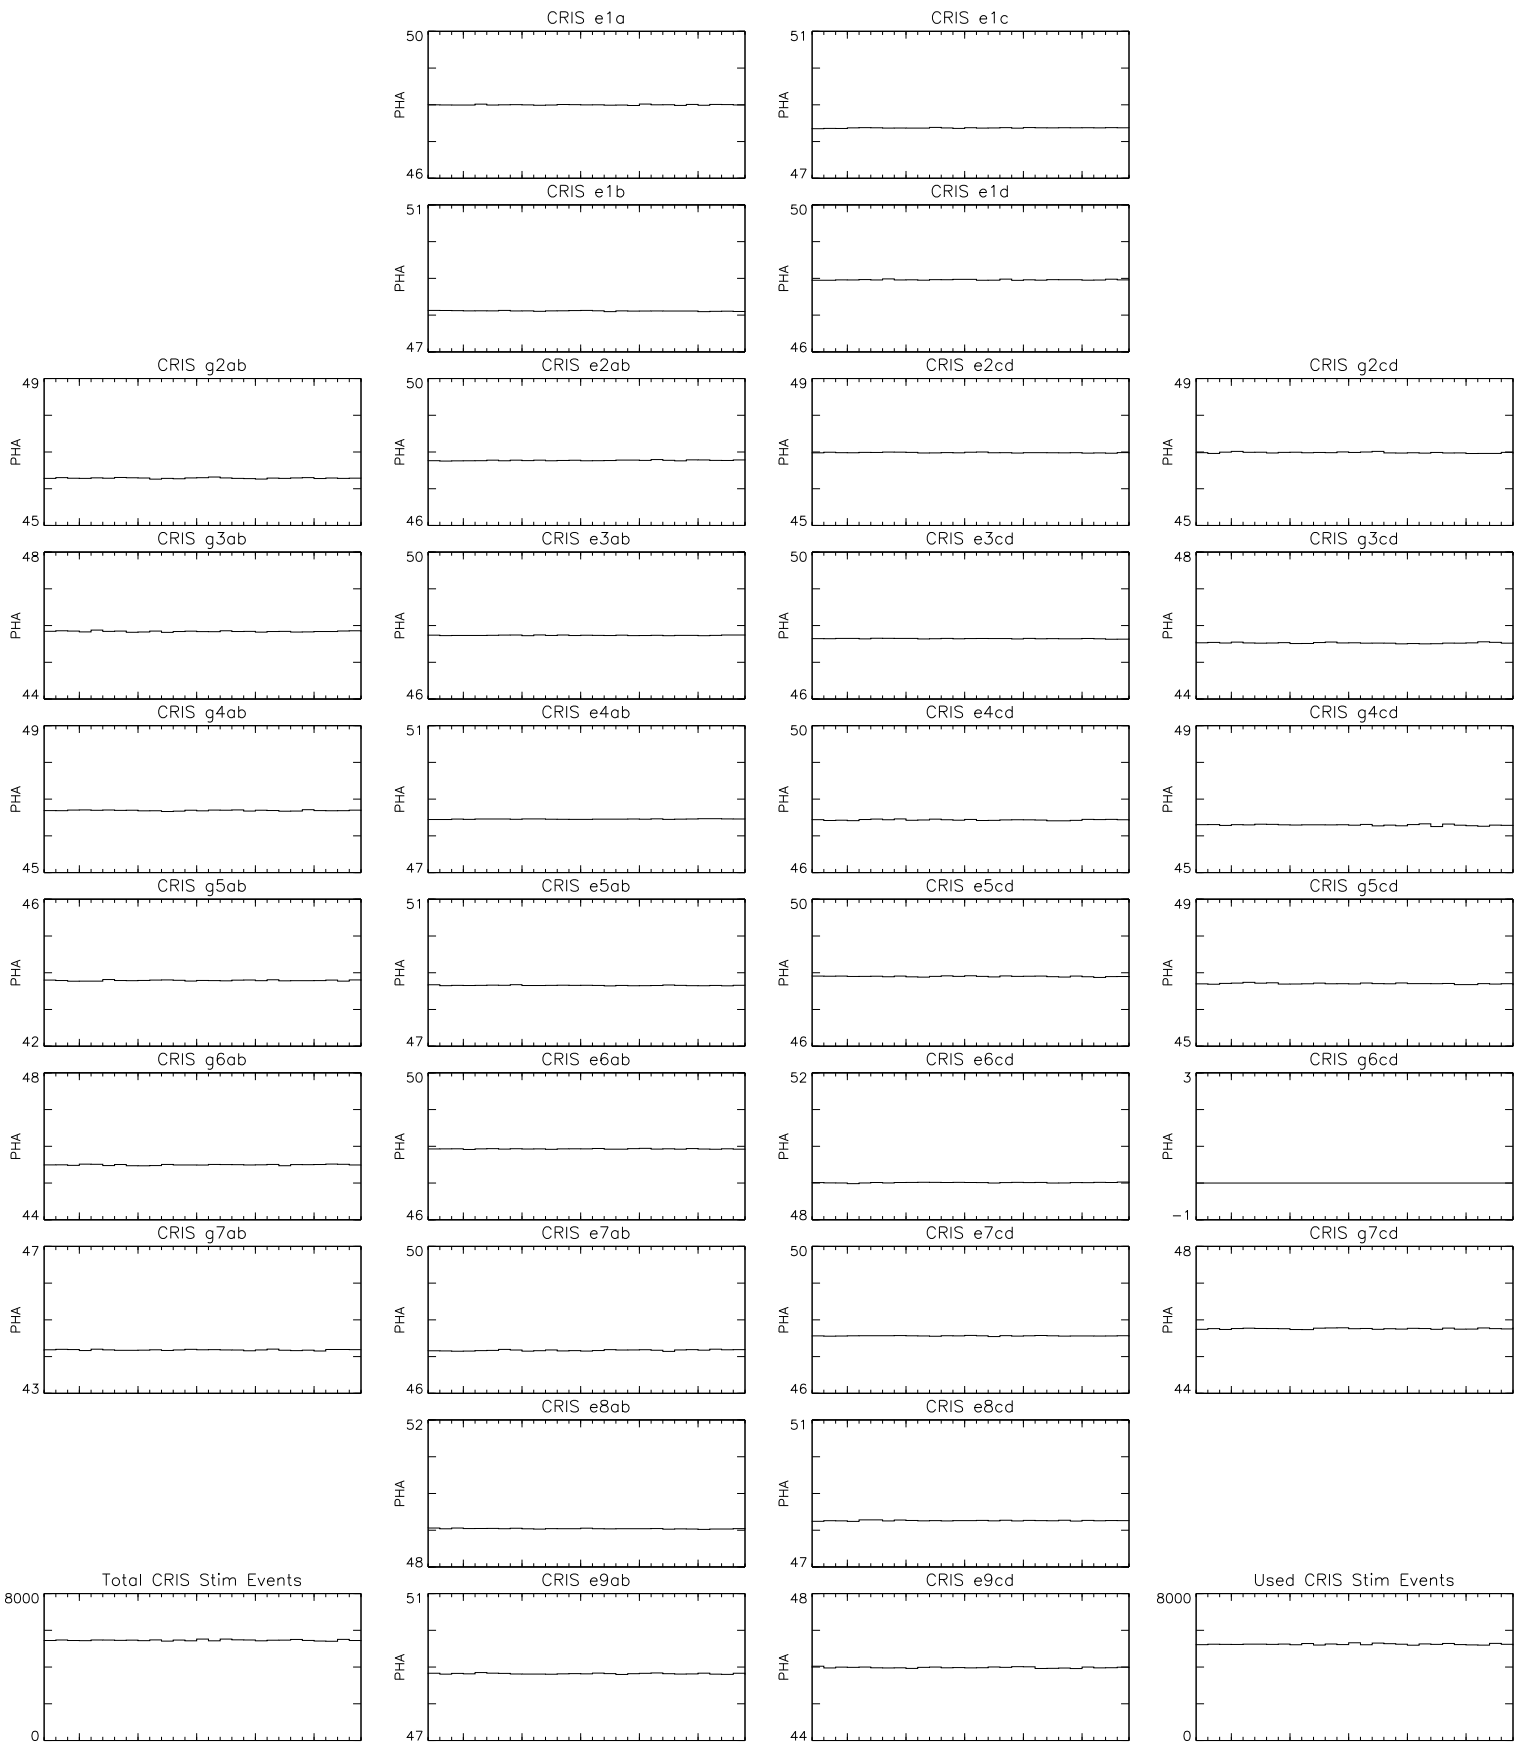 CRIS e1a
50
PHA
46
CRIS e1c
51
PHA
47
CRIS e1b
51
PHA
47
CRIS e1d
50
PHA
46
CRIS g2ab
49
PHA
45
CRIS e2ab
50
PHA
46
CRIS e2cd
49
PHA
45
CRIS g2cd
49
PHA
45
CRIS g3ab
48
PHA
44
CRIS e3ab
50
PHA
46
CRIS e3cd
50
PHA
46
CRIS g3cd
48
PHA
44
CRIS g4ab
49
PHA
45
CRIS e4ab
51
PHA
47
CRIS e4cd
50
PHA
46
CRIS g4cd
49
PHA
45
CRIS g5ab
46
PHA
42
CRIS e5ab
51
PHA
47
CRIS e5cd
50
PHA
46
CRIS g5cd
49
PHA
45
CRIS g6ab
48
PHA
44
CRIS e6ab
50
PHA
46
CRIS e6cd
52
PHA
48
CRIS g6cd
3
PHA
-1
CRIS g7ab
47
PHA
43
CRIS e7ab
50
PHA
46
CRIS e7cd
50
PHA
46
CRIS g7cd
48
PHA
44
CRIS e8ab
52
PHA
48
CRIS e8cd
51
PHA
47
Total CRIS Stim Events
8000
0
CRIS e9ab
51
PHA
47
CRIS e9cd
48
PHA
44
Used CRIS Stim Events
8000
0